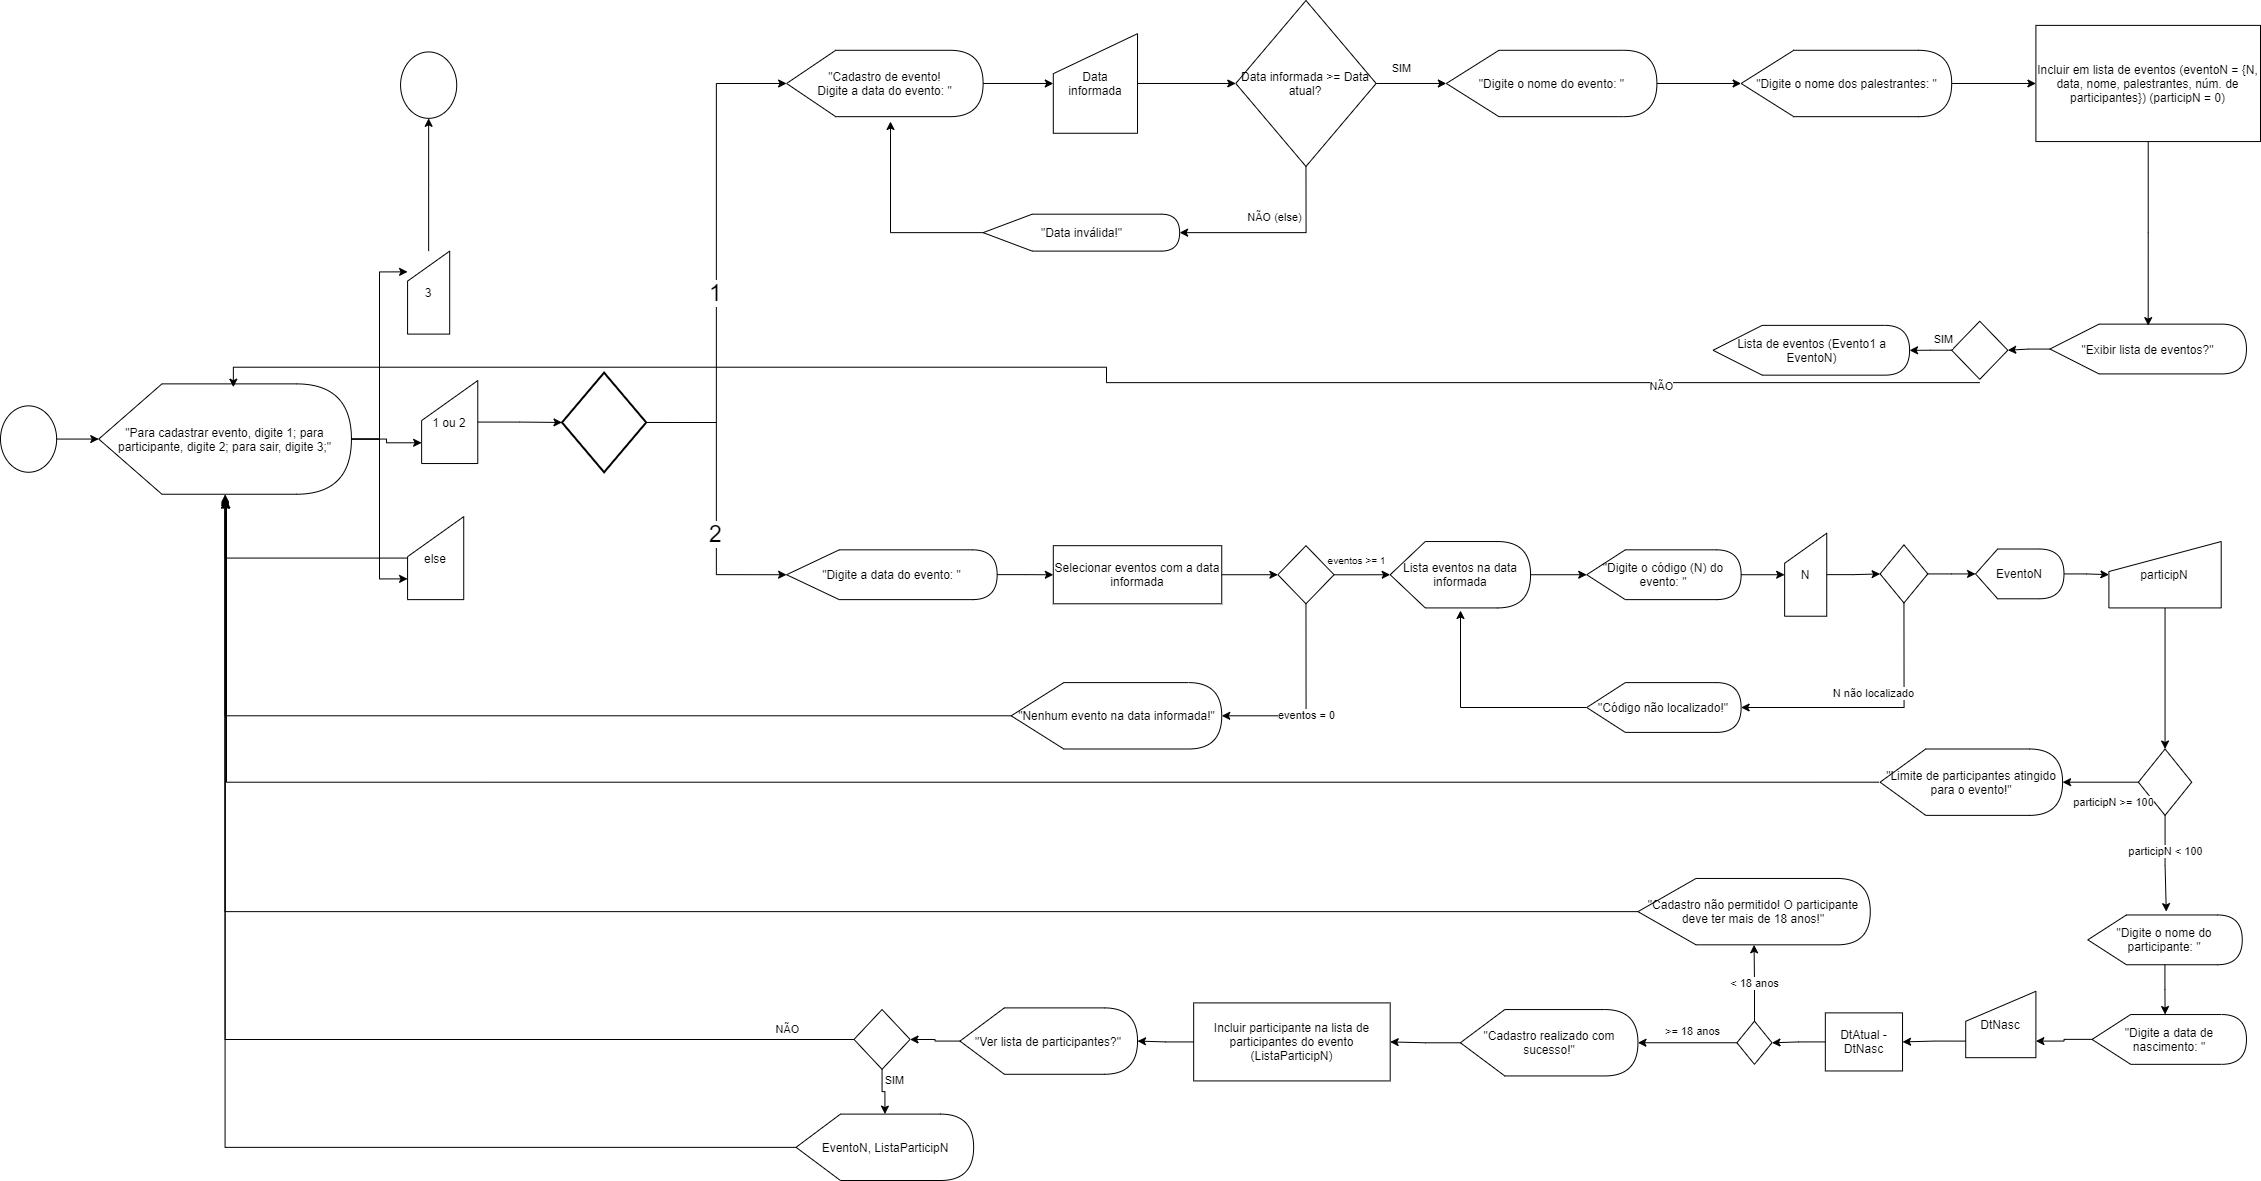 "Cadastro de evento!
Digite a data do evento: "
Data
informada
Data informada >= Data
atual?
SIM
"Digite o nome do evento: "
"Digite o nome dos palestrantes: "
Incluir em lista de eventos (eventoN = {N,
data, nome, palestrantes, núm. de
participantes}) (participN = 0)
NÃO (else)
"Data inválida!"
3
1
SIM
Lista de eventos (Evento1 a
EventoN)
"Exibir lista de eventos?"
NÃO
"Para cadastrar evento, digite 1; para
participante, digite 2; para sair, digite 3;"
1 ou 2
else
2
"Digite a data do evento: "
Selecionar eventos com a data
informada
eventos >= 1
Lista eventos na data
informada
"Digite o código (N) do
evento: "
N
EventoN
participN
"Nenhum evento na data informada!"
eventos = 0
"Código não localizado!"
N não localizado
"Limite de participantes atingido
para o evento!"
participN >= 100
participN < 100
"Cadastro não permitido! O participante
deve ter mais de 18 anos!"
"Digite o nome do
participante: "
< 18 anos
NÃO
"Ver lista de participantes?"
Incluir participante na lista de
participantes do evento
(ListaParticipN)
"Cadastro realizado com
sucesso!"
>= 18 anos
DtAtual -
DtNasc
DtNasc
"Digite a data de
nascimento: "
SIM
EventoN, ListaParticipN